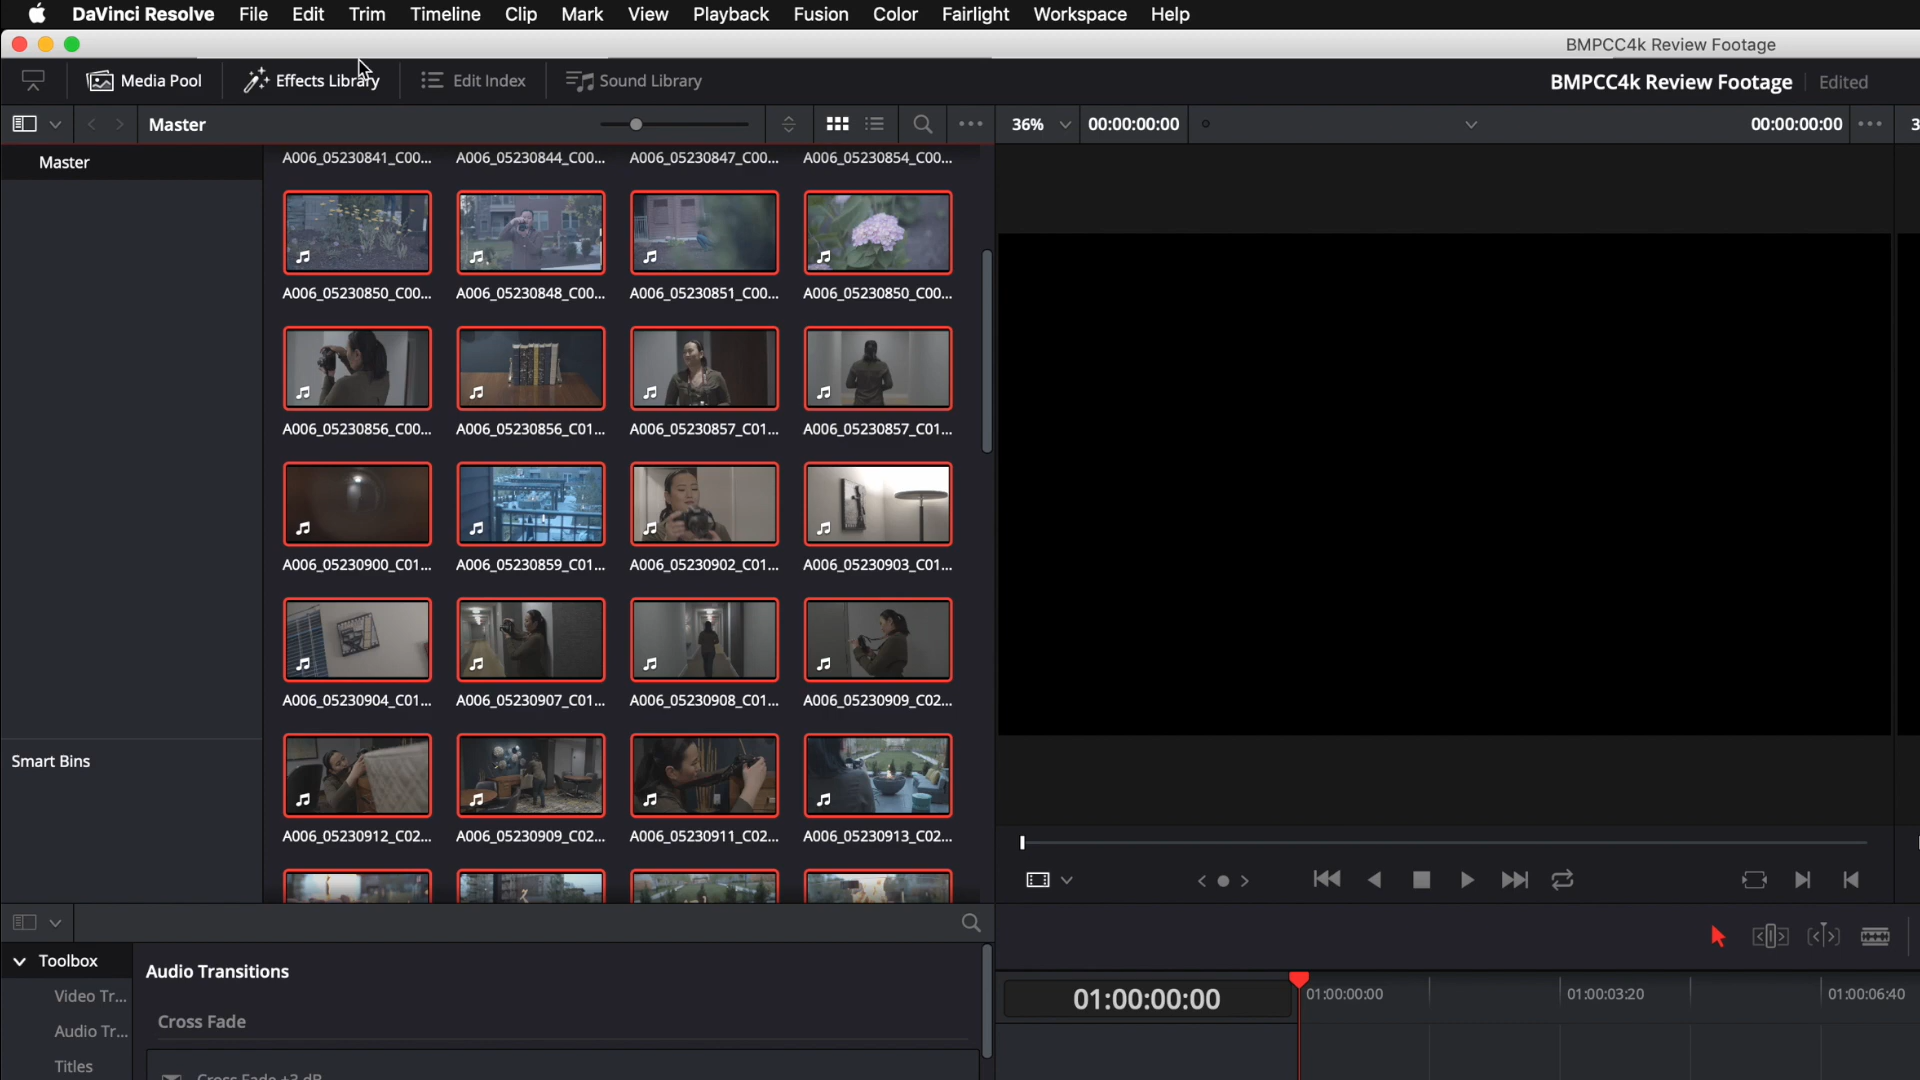 DaVinci Resolve File Edit Trim Timeline Clip Mark View Playback Fusion Color Fairlight Workspace Help
BMPCC4k Review Footage
Media Pool Effects Library Edit Index Sound Library BMPCC4k Review Footage Edited
Master 36% 00:00:00:00 00:00:00:00
Master
A006_05230841_C00... A006_05230844_C00... A006_05230847_C00... A006_05230854_C00...
A006_05230850_C00... A006_05230848_C00... A006_05230851_C00... A006_05230850_C00...
A006_05230856_C00... A006_05230856_C01... A006_05230857_C01... A006_05230857_C01...
A006_05230900_C01... A006_05230859_C01... A006_05230902_C01... A006_05230903_C01...
A006_05230904_C01... A006_05230907_C01... A006_05230908_C01... A006_05230909_C02...
Smart Bins
A006_05230912_C02... A006_05230909_C02... A006_05230911_C02... A006_05230913_C02...
Toolbox
Video Tr...
Audio Tr...
Titles
Audio Transitions
Cross Fade
Cross Fade +3 dB
01:00:00:00 01:00:00:00 01:00:03:20 01:00:06:40